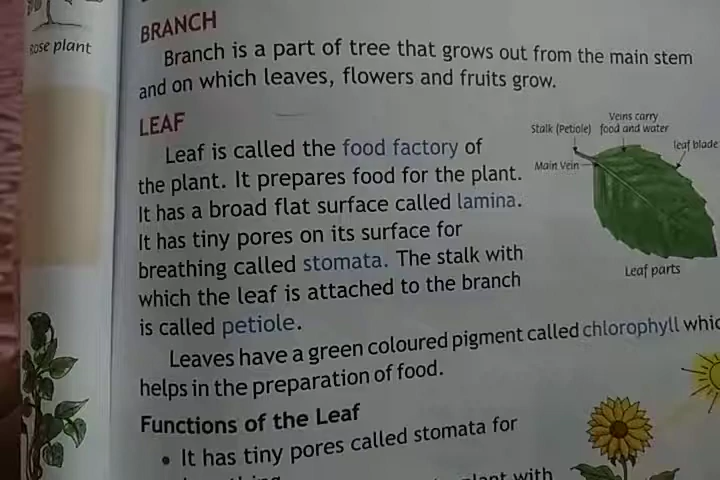 BRANCH
Rose plant
Branch is a part of tree that grows out from the main stem
and on which leaves, flowers and fruits grow.
LEAF
Leaf is called the food factory of
the plant. It prepares food for the plant.
It has a broad flat surface called lamina.
It has tiny pores on its surface for
breathing called stomata. The stalk with
which the leaf is attached to the branch
is called petiole.
Veins carry
Stalk (Petiole) food and water
leaf blade
Main Vein
Leaf parts
Leaves have a green coloured pigment called chlorophyll
helps in the preparation of food.
Functions of the Leaf
• It has tiny pores called stomata for
with